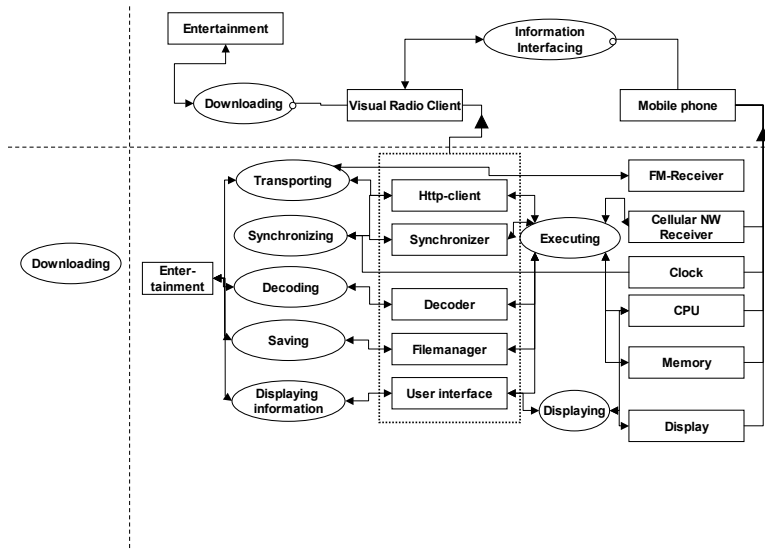 Entertainment
Information
Interfacing
Downloading
Visual Radio Client
Mobile phone
Transporting
FM-Receiver
Http-client
Synchronizing
Synchronizer
Executing
Cellular NW
Receiver
Downloading
Enter-
tainment
Clock
Decoding
Decoder
CPU
Saving
Filemanager
Memory
Displaying
information
User interface
Displaying
Display